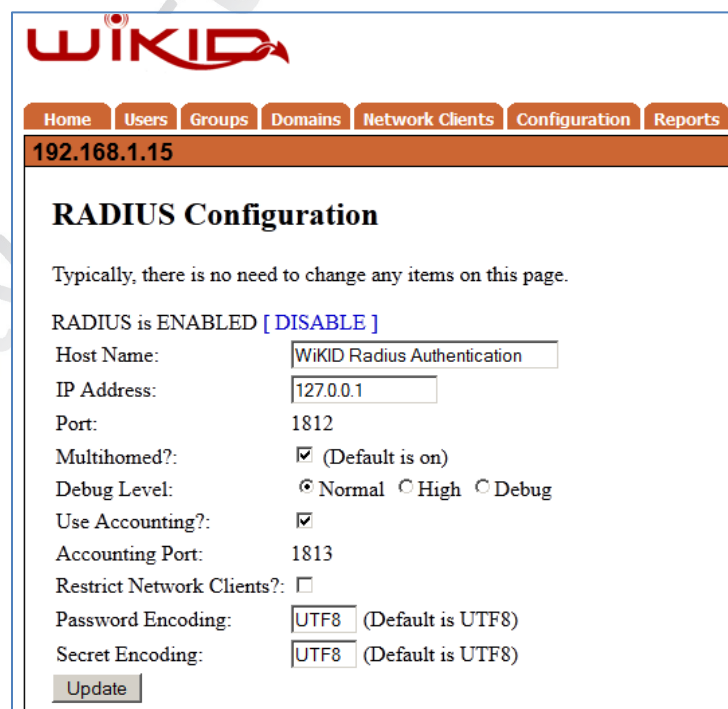 WiKID
Home Users Groups Domains Network Clients Configuration Reports
192.168.1.15
RADIUS Configuration
Typically, there is no need to change any items on this page.
RADIUS is ENABLED [ DISABLE ]
Host Name: WiKID Radius Authentication
IP Address: 127.0.0.1
Port: 1812
Multihomed?: (Default is on)
Debug Level: Normal High Debug
Use Accounting?:
Accounting Port: 1813
Restrict Network Clients?:
Password Encoding: UTF8 (Default is UTF8)
Secret Encoding: UTF8 (Default is UTF8)
Update